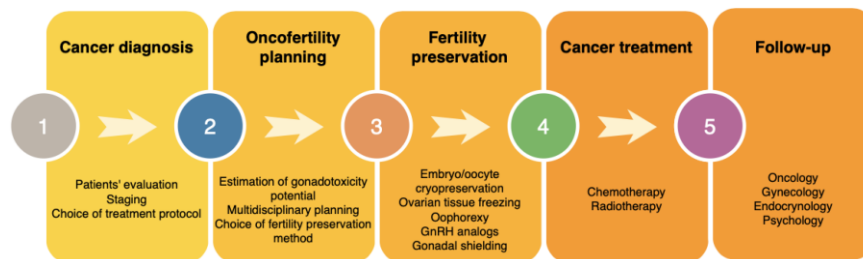 Cancer diagnosis
1
Patients' evaluation
Staging
Choice of treatment protocol
Oncofertility
planning
2
Estimation of gonadotoxicity
potential
Multidisciplinary planning
Choice of fertility preservation
method
Fertility
preservation
3
Embryo/oocyte
cryopreservation
Ovarian tissue freezing
Oophorexy
GnRH analogs
Gonadal shielding
Cancer treatment
4
Chemotherapy
Radiotherapy
Follow-up
5
Oncology
Gynecology
Endocrynology
Psychology